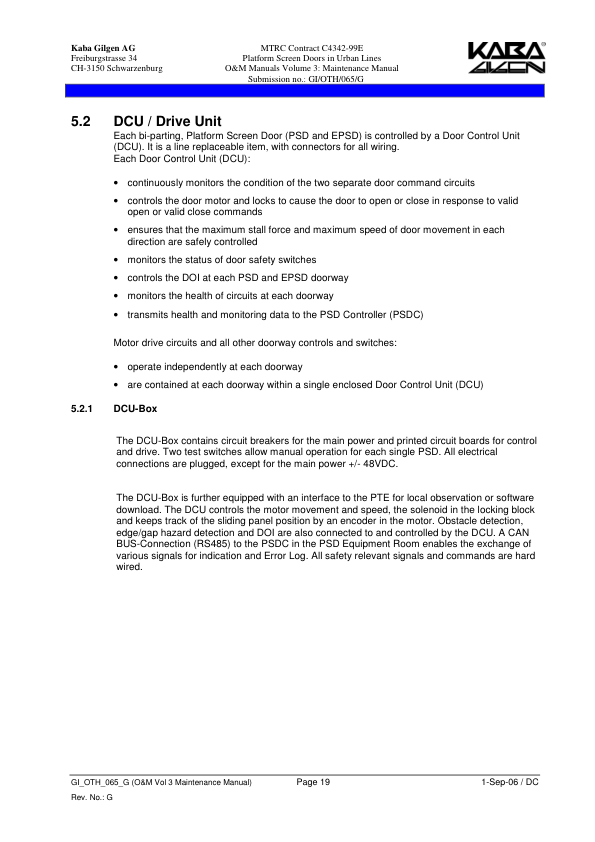 Kaba Gilgen AG
Freiburgstrasse 34
CH-3150 Schwarzenburg
MTRC Contract C4342-99E
Platform Screen Doors in Urban Lines
O&M Manuals Volume 3: Maintenance Manual
Submission no.: GI/OTH/065/G
KABA
GILGEN
5.2 DCU / Drive Unit
Each bi-parting, Platform Screen Door (PSD and EPSD) is controlled by a Door Control Unit
(DCU). It is a line replaceable item, with connectors for all wiring.
Each Door Control Unit (DCU):
• continuously monitors the condition of the two separate door command circuits
• controls the door motor and locks to cause the door to open or close in response to valid
open or valid close commands
• ensures that the maximum stall force and maximum speed of door movement in each
direction are safely controlled
• monitors the status of door safety switches
• controls the DOI at each PSD and EPSD doorway
• monitors the health of circuits at each doorway
• transmits health and monitoring data to the PSD Controller (PSDC)
Motor drive circuits and all other doorway controls and switches:
• operate independently at each doorway
• are contained at each doorway within a single enclosed Door Control Unit (DCU)
5.2.1 DCU-Box
The DCU-Box contains circuit breakers for the main power and printed circuit boards for control
and drive. Two test switches allow manual operation for each single PSD. All electrical
connections are plugged, except for the main power +/- 48VDC.
The DCU-Box is further equipped with an interface to the PTE for local observation or software
download. The DCU controls the motor movement and speed, the solenoid in the locking block
and keeps track of the sliding panel position by an encoder in the motor. Obstacle detection,
edge/gap hazard detection and DOI are also connected to and controlled by the DCU. A CAN
BUS-Connection (RS485) to the PSDC in the PSD Equipment Room enables the exchange of
various signals for indication and Error Log. All safety relevant signals and commands are hard
wired.
GI_OTH_065_G (O&M Vol 3 Maintenance Manual) Page 19 1-Sep-06 / DC
Rev. No.: G